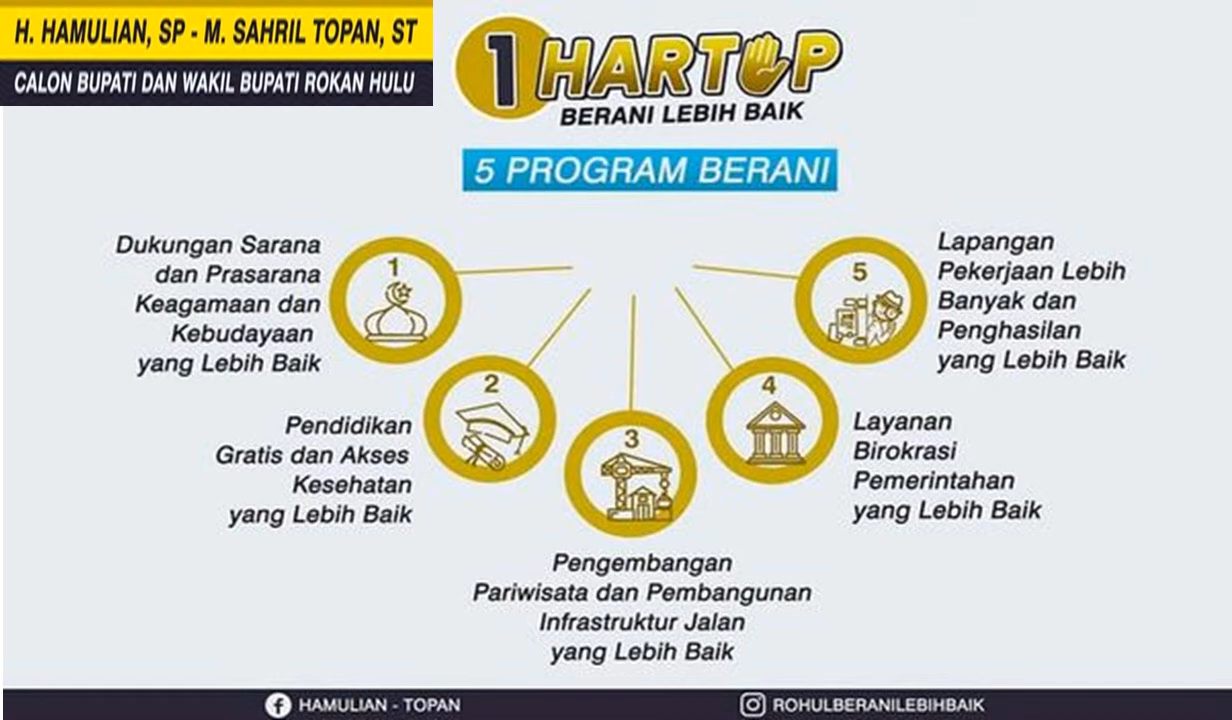 H. HAMULIAN, SP - M. SAHRIL TOPAN, ST
CALON BUPATI DAN WAKIL BUPATI ROKAN HULU
1 HARTOP
BERANI LEBIH BAIK
5 PROGRAM BERANI
1
Dukungan Sarana
dan Prasarana
Keagamaan dan
Kebudayaan
yang Lebih Baik
2
Pendidikan
Gratis dan Akses
Kesehatan
yang Lebih Baik
3
Pengembangan
Pariwisata dan Pembangunan
Infrastruktur Jalan
yang Lebih Baik
4
Layanan
Birokrasi
Pemerintahan
yang Lebih Baik
5
Lapangan
Pekerjaan Lebih
Banyak dan
Penghasilan
yang Lebih Baik
HAMULIAN - TOPAN
ROHULBERANILEBIHBAIK